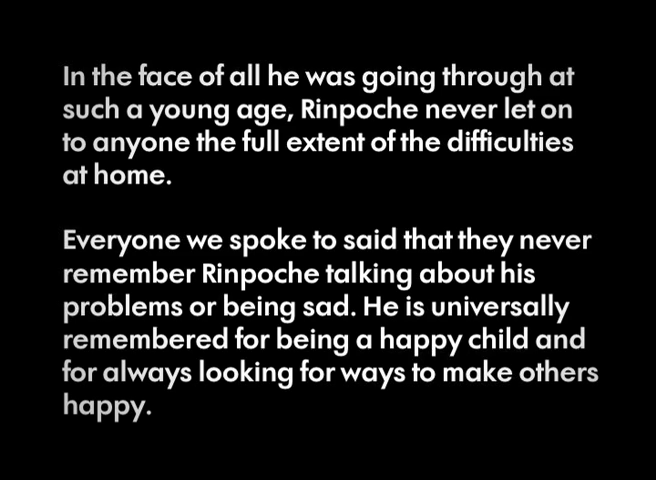 In the face of all he was going through at
such a young age, Rinpoche never let on
to anyone the full extent of the difficulties
at home.
Everyone we spoke to said that they never
remember Rinpoche talking about his
problems or being sad. He is universally
remembered for being a happy child and
for always looking for ways to make others
happy.